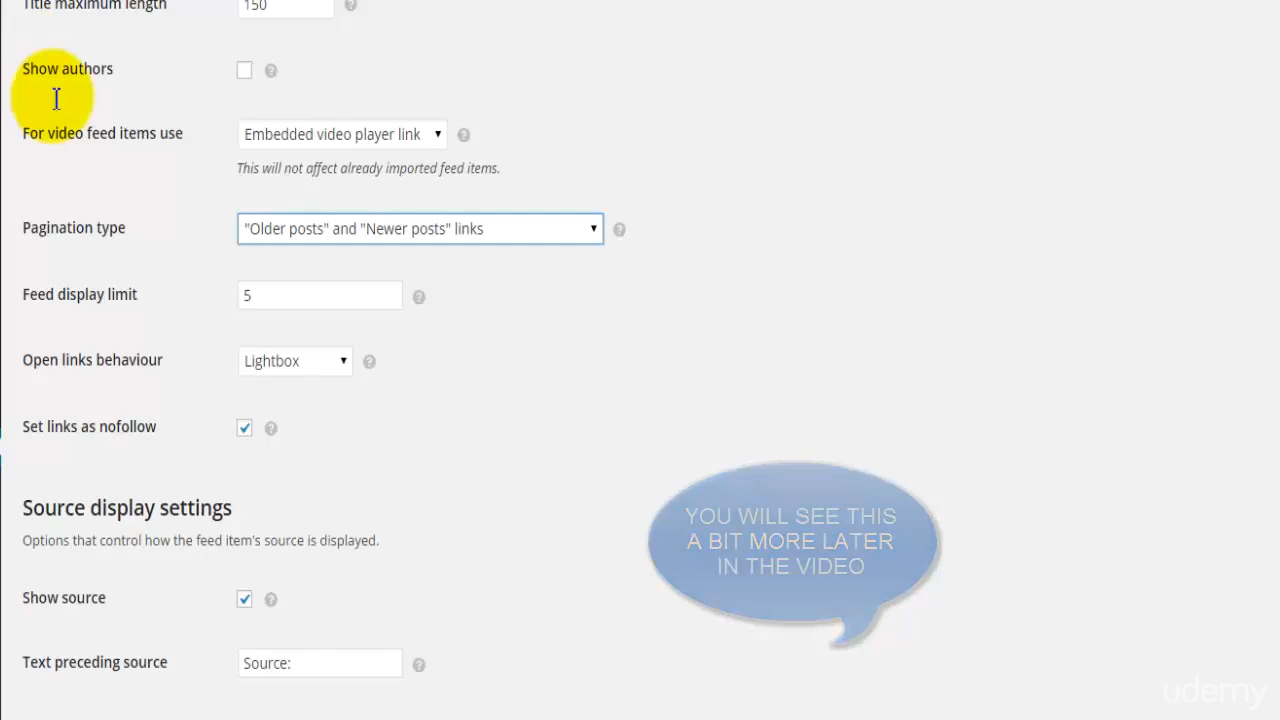 Title maximum length 150
Show authors
For video feed items use Embedded video player link
This will not affect already imported feed items.
Pagination type "Older posts" and "Newer posts" links
Feed display limit 5
Open links behaviour Lightbox
Set links as nofollow
Source display settings
Options that control how the feed item's source is displayed.
YOU WILL SEE THIS
A BIT MORE LATER
IN THE VIDEO
Show source
Text preceding source Source:
udemy